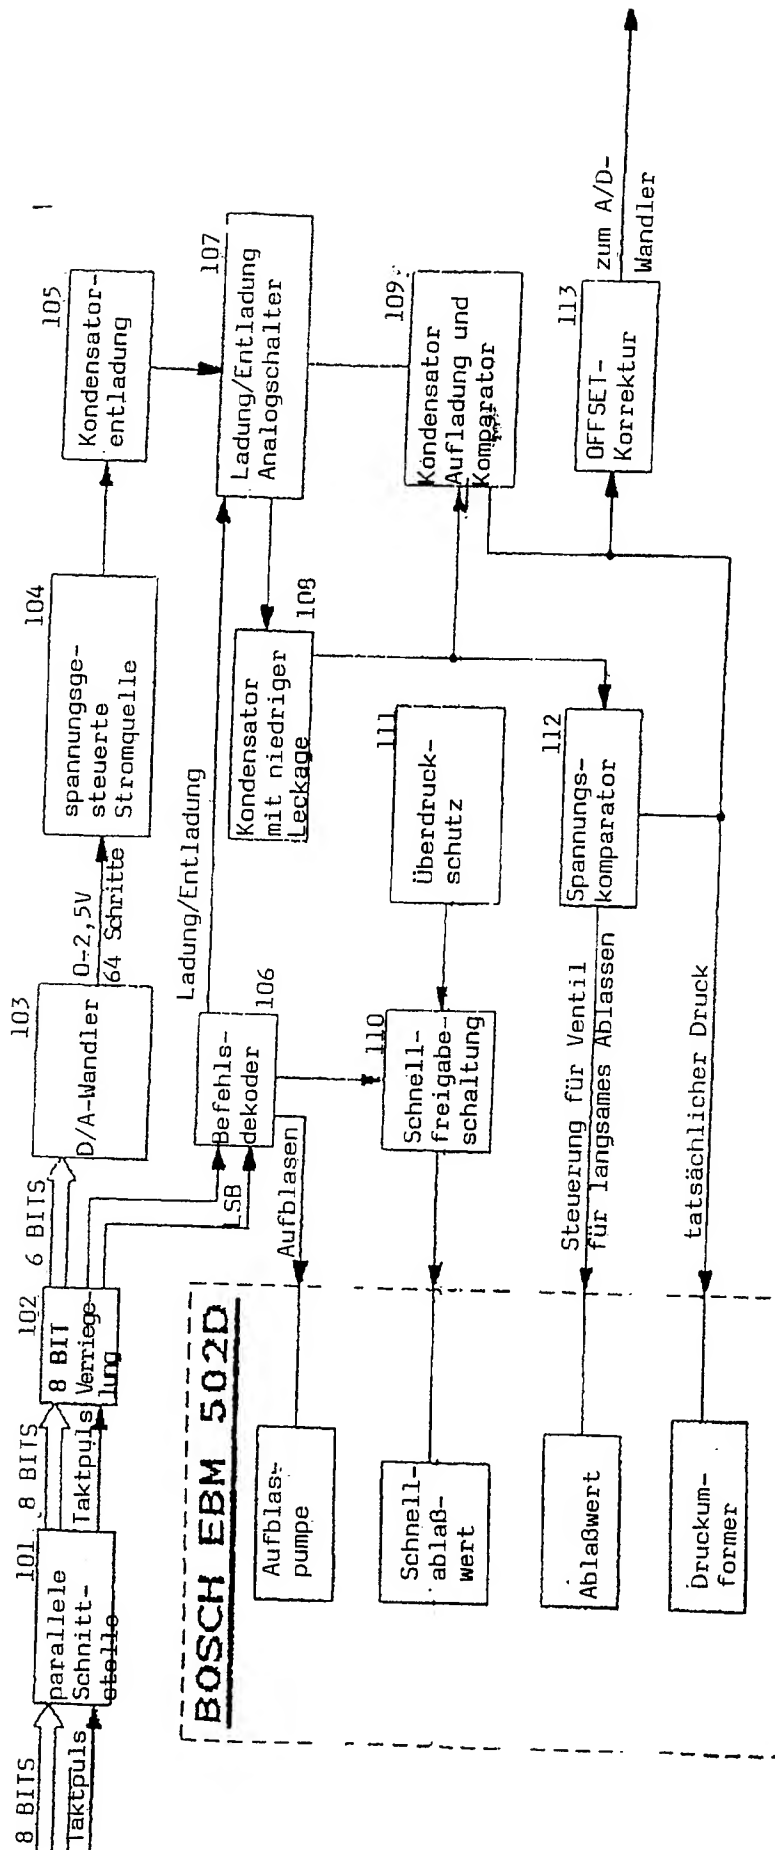 8 BITS
Taktpuls
101
parallele
Schnitt-
stelle
8 BITS
Taktpuls
102
8 BIT
Verriege-
lung
6 BITS
LSB
103
D/A-Wandler
0-2,5V
64 Schritte
104
spannungsge-
steuerte
Stromquelle
105
Kondensator-
entladung
106
Befehls-
dekoder
Ladung/Entladung
Aufblasen
107
Ladung/Entladung
Analogschalter
108
Kondensator
mit niedriger
Leckage
109
Kondensator
Aufladung und
Komparator
110
Schnell-
freigabe-
schaltung
111
Überdruck-
schutz
112
Spannungs-
komparator
Steuerung für Ventil
für langsames Ablassen
tatsächlicher Druck
113
OFFSET-
Korrektur
zum A/D-
Wandler
BOSCH EBM 502D
Aufblas-
pumpe
Schnell-
ablaß-
wert
Ablaßwert
Druckum-
former